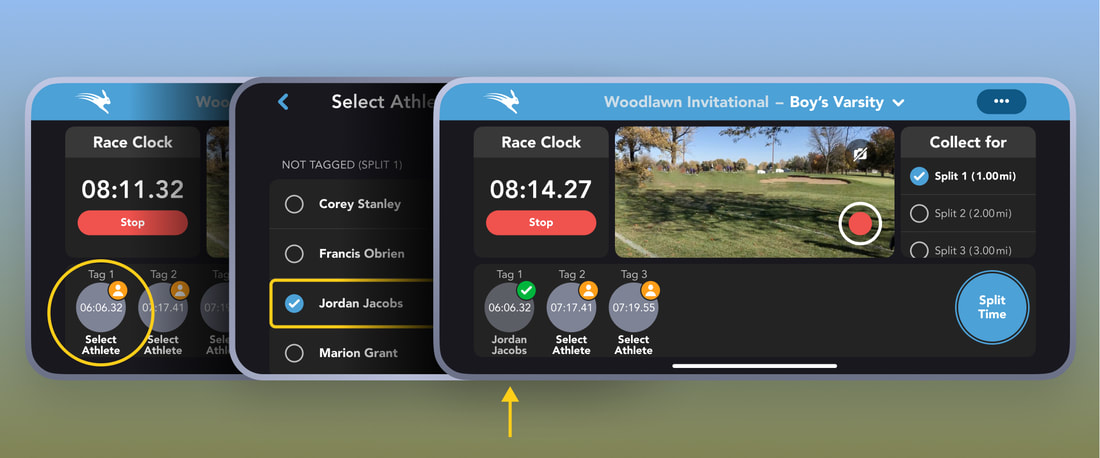 Woo
Race Clock
08:11.32
Stop
Tag 1
Tag 2
06:06.32
07:17.41
07:19
Select
Athlete
Select
Athlete
Select Athle
NOT TAGGED (SPLIT 1)
Corey Stanley
Francis Obrien
Jordan Jacobs
Marion Grant
Woodlawn Invitational – Boy's Varsity
Race Clock
08:14.27
Stop
Collect for
Split 1 (1.00mi)
Split 2 (2.00mi)
Split 3 (3.00mi)
Tag 1
Tag 2
Tag 3
06:06.32
07:17.41
07:19.55
Jordan
Jacobs
Select
Athlete
Select
Athlete
Split
Time